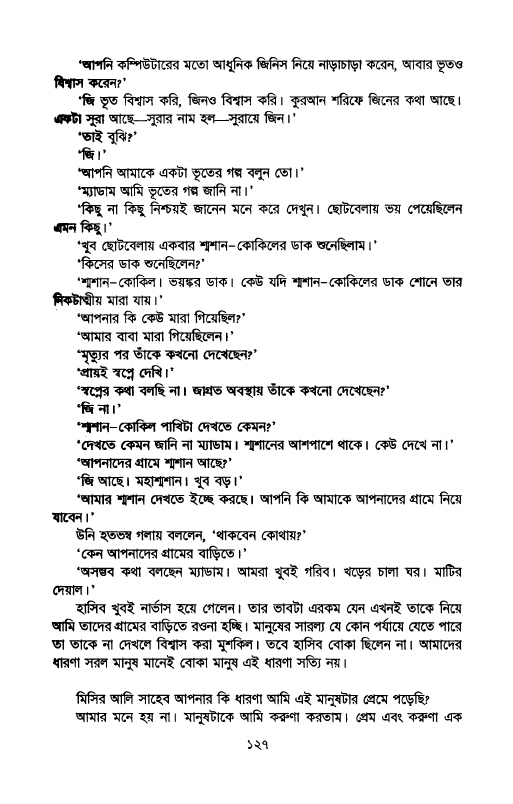 ‘আপনি কম্পিউটারের মতো আধুনিক জিনিস নিয়ে নাড়াচাড়া করেন, আবার ভূতও
বিশ্বাস করেন?’
‘জি ভূত বিশ্বাস করি, জিনও বিশ্বাস করি। কুরআন শরিফে জিনের কথা আছে।
একটা সুরা আছে—সুরার নাম হল—সুরায়ে জিন।’
‘তাই বুঝি?’
‘জি।’
‘আপনি আমাকে একটা ভূতের গল্প বলুন তো।’
‘ম্যাডাম আমি ভূতের গল্প জানি না।’
‘কিছু না কিছু নিশ্চয়ই জানেন মনে করে দেখুন। ছোটবেলায় ভয় পেয়েছিলেন
এমন কিছু।’
‘খুব ছোটবেলায় একবার শ্মশান-কোকিলের ডাক শুনেছিলাম।’
‘কিসের ডাক শুনেছিলেন?’
‘শ্মশান-কোকিল। ভয়ঙ্কর ডাক। কেউ যদি শ্মশান-কোকিলের ডাক শোনে তার
নিকটাত্মীয় মারা যায়।’
‘আপনার কি কেউ মারা গিয়েছিল?’
‘আমার বাবা মারা গিয়েছিলেন।’
‘মৃত্যুর পর তাঁকে কখনো দেখেছেন?’
‘প্রায়ই স্বপ্নে দেখি।’
‘স্বপ্নের কথা বলছি না। জাগ্রত অবস্থায় তাঁকে কখনো দেখেছেন?’
‘জি না।’
‘শ্মশান-কোকিল পাখিটা দেখতে কেমন?’
‘দেখতে কেমন জানি না ম্যাডাম। শ্মশানের আশপাশে থাকে। কেউ দেখে না।’
‘আপনাদের গ্রামে শ্মশান আছে?’
‘জি আছে। মহাশ্মশান। খুব বড়।’
‘আমার শ্মশান দেখতে ইচ্ছে করছে। আপনি কি আমাকে আপনাদের গ্রামে নিয়ে
যাবেন।’
উনি হতভম্ব গলায় বললেন, ‘থাকবেন কোথায়?’
‘কেন আপনাদের গ্রামের বাড়িতে।’
‘অসম্ভব কথা বলছেন ম্যাডাম। আমরা খুবই গরিব। খড়ের চালা ঘর। মাটির
দেয়াল।’
হাসিব খুবই নার্ভাস হয়ে গেলেন। তার ভাবটা এরকম যেন এখনই তাকে নিয়ে
আমি তাদের গ্রামের বাড়িতে রওনা হচ্ছি। মানুষের সারল্য যে কোন পর্যায়ে যেতে পারে
তা তাকে না দেখলে বিশ্বাস করা মুশকিল। তবে হাসিব বোকা ছিলেন না। আমাদের
ধারণা সরল মানুষ মানেই বোকা মানুষ এই ধারণা সত্যি নয়।
মিসির আলি সাহেব আপনার কি ধারণা আমি এই মানুষটার প্রেমে পড়েছি?
আমার মনে হয় না। মানুষটাকে আমি করুণা করতাম। প্রেম এবং করুণা এক
১২৭